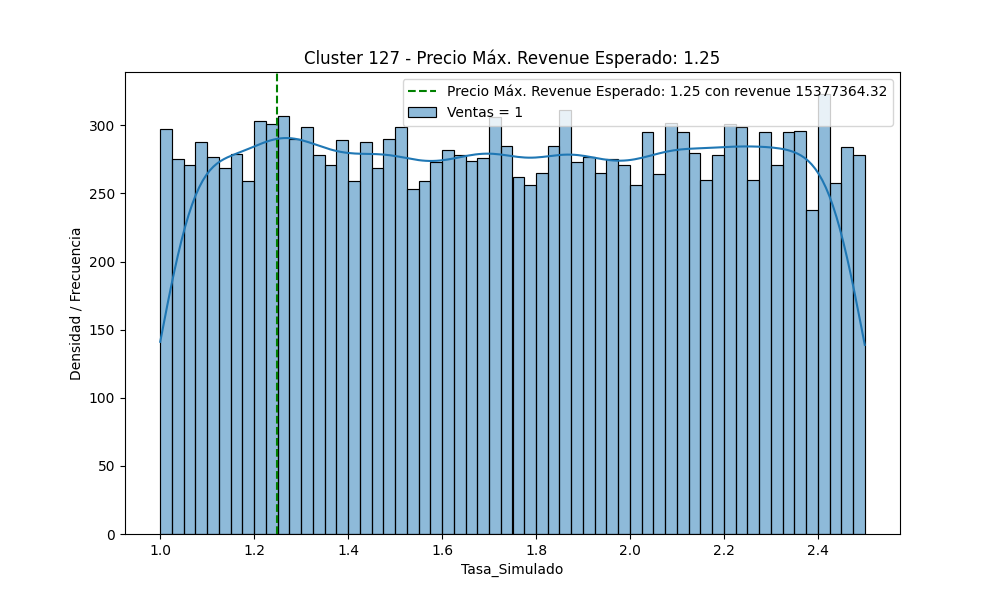 Cluster 127 - Precio Máx. Revenue Esperado: 1.25
Precio Máx. Revenue Esperado: 1.25 con revenue 15377364.32
Ventas = 1
Densidad / Frecuencia
300
250
200
150
100
50
0
1.0 1.2 1.4 1.6 1.8 2.0 2.2 2.4
Tasa_Simulado